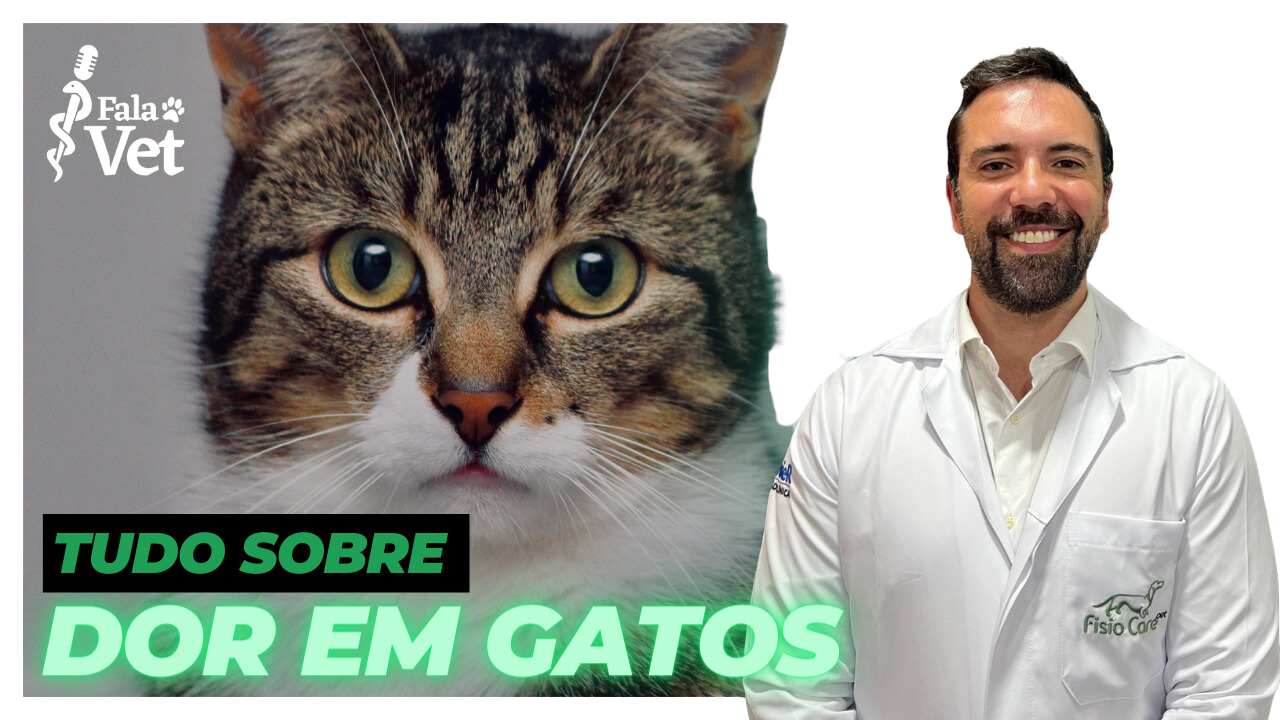 Fala
Vet
TUDO SOBRE
DOR EM GATOS
Fisio Care
pet